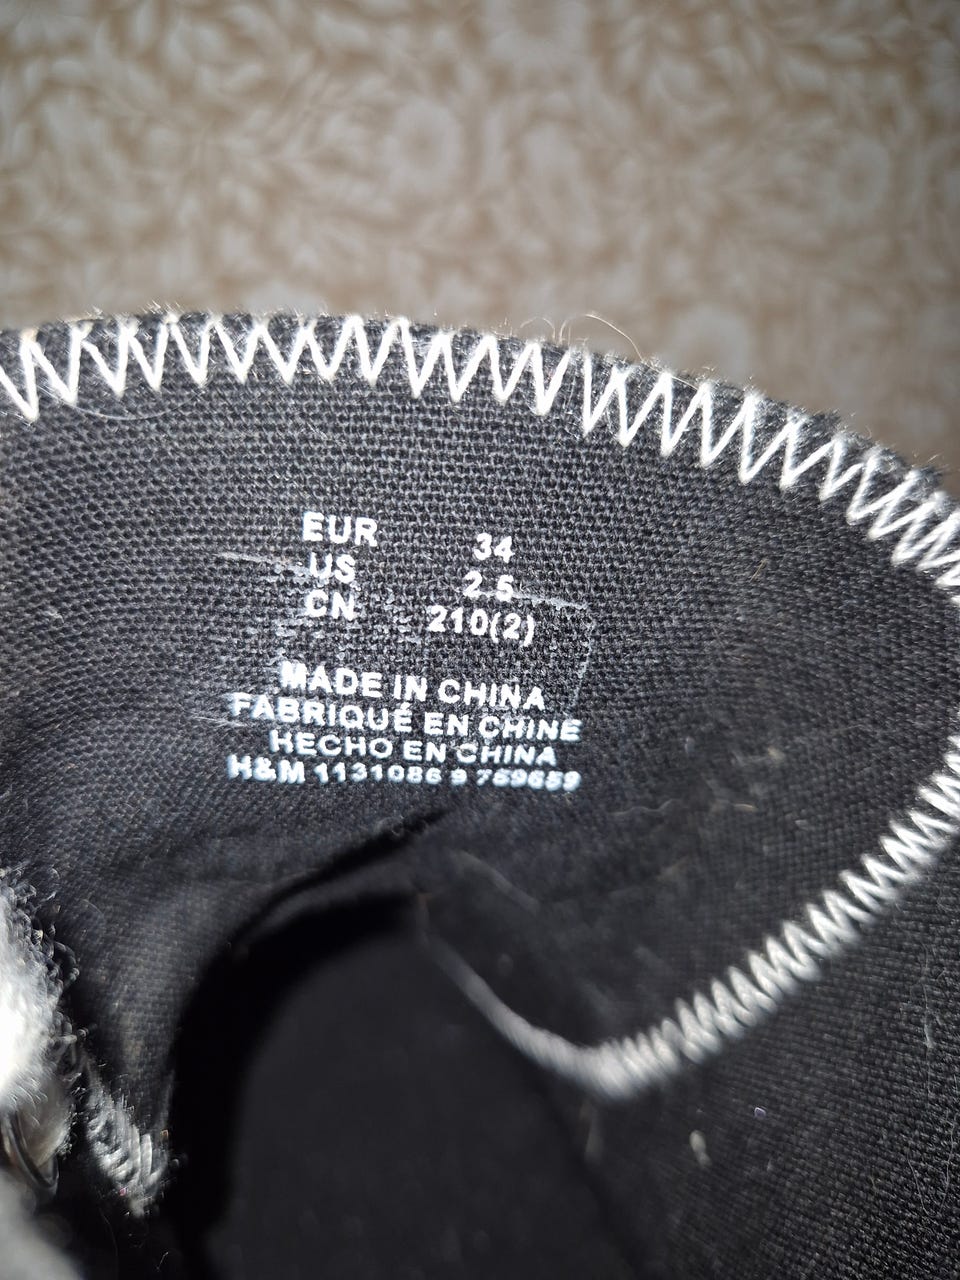 EUR 34
US 2.5
CN 210(2)
MADE IN CHINA
FABRIQUÉ EN CHINE
HECHO EN CHINA
H&M 1131086 9 759659